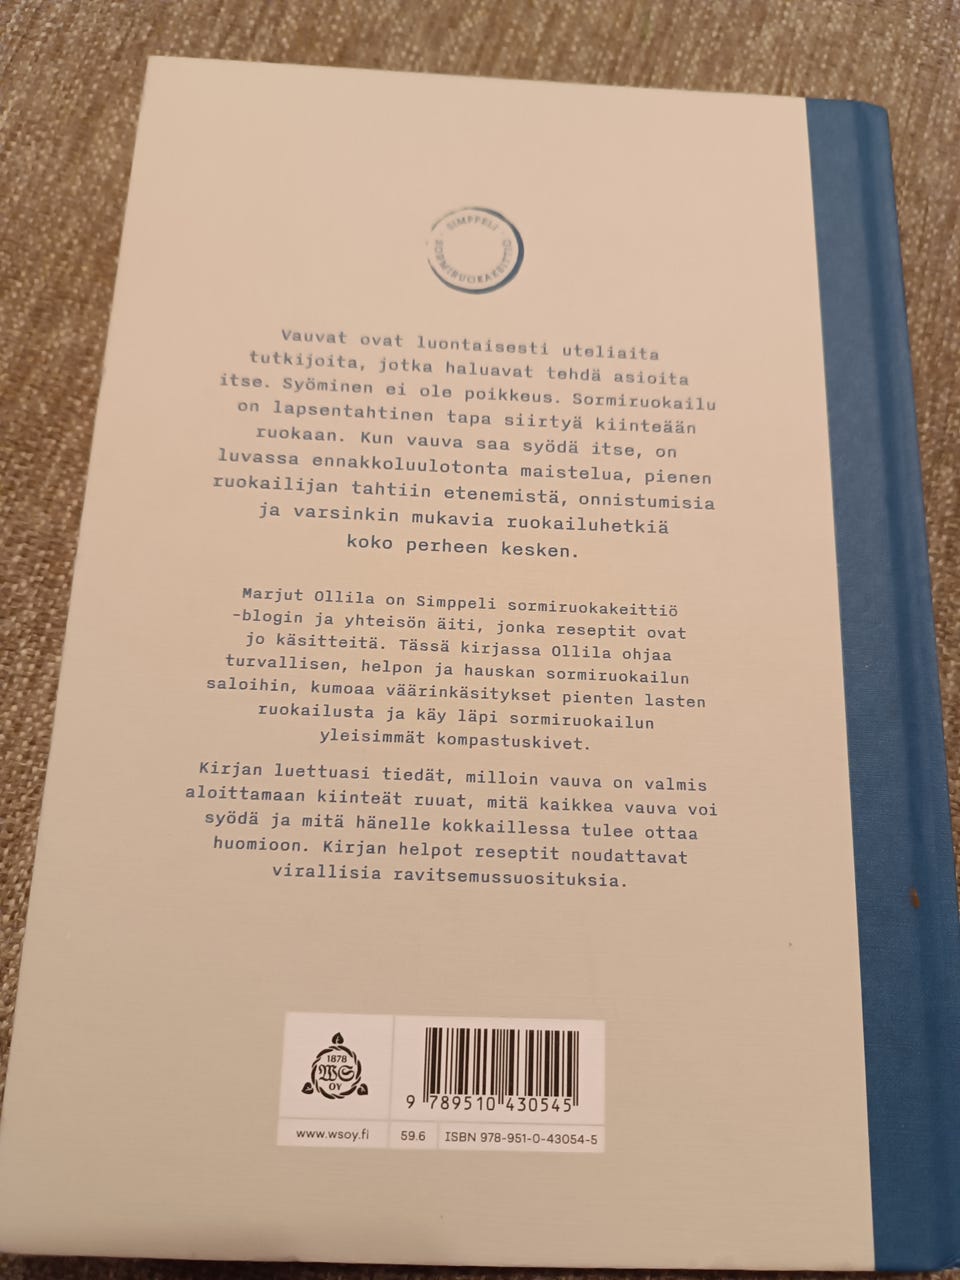 SIMPPELI
SORMIRUOKAKEITTIÖ
Vauvat ovat luontaisesti uteliaita
tutkijoita, jotka haluavat tehdä asioita
itse. Syöminen ei ole poikkeus. Sormiruokailu
on lapsentahtinen tapa siirtyä kiinteään
ruokaan. Kun vauva saa syödä itse, on
luvassa ennakkoluulotonta maistelua, pienen
ruokailijan tahtiin etenemistä, onnistumisia
ja varsinkin mukavia ruokailuhetkiä
koko perheen kesken.
Marjut Ollila on Simppeli sormiruokakeittiö
-blogin ja yhteisön äiti, jonka reseptit ovat
jo käsitteitä. Tässä kirjassa Ollila ohjaa
turvallisen, helpon ja hauskan sormiruokailun
saloihin, kumoaa väärinkäsitykset pienten lasten
ruokailusta ja käy läpi sormiruokailun
yleisimmät kompastuskivet.
Kirjan luettuasi tiedät, milloin vauva on valmis
aloittamaan kiinteät ruuat, mitä kaikkea vauva voi
syödä ja mitä hänelle kokkaillessa tulee ottaa
huomioon. Kirjan helpot reseptit noudattavat
virallisia ravitsemussuosituksia.
1878
WS
OY
9 789510 430545
www.wsoy.fi
59.6
ISBN 978-951-0-43054-5